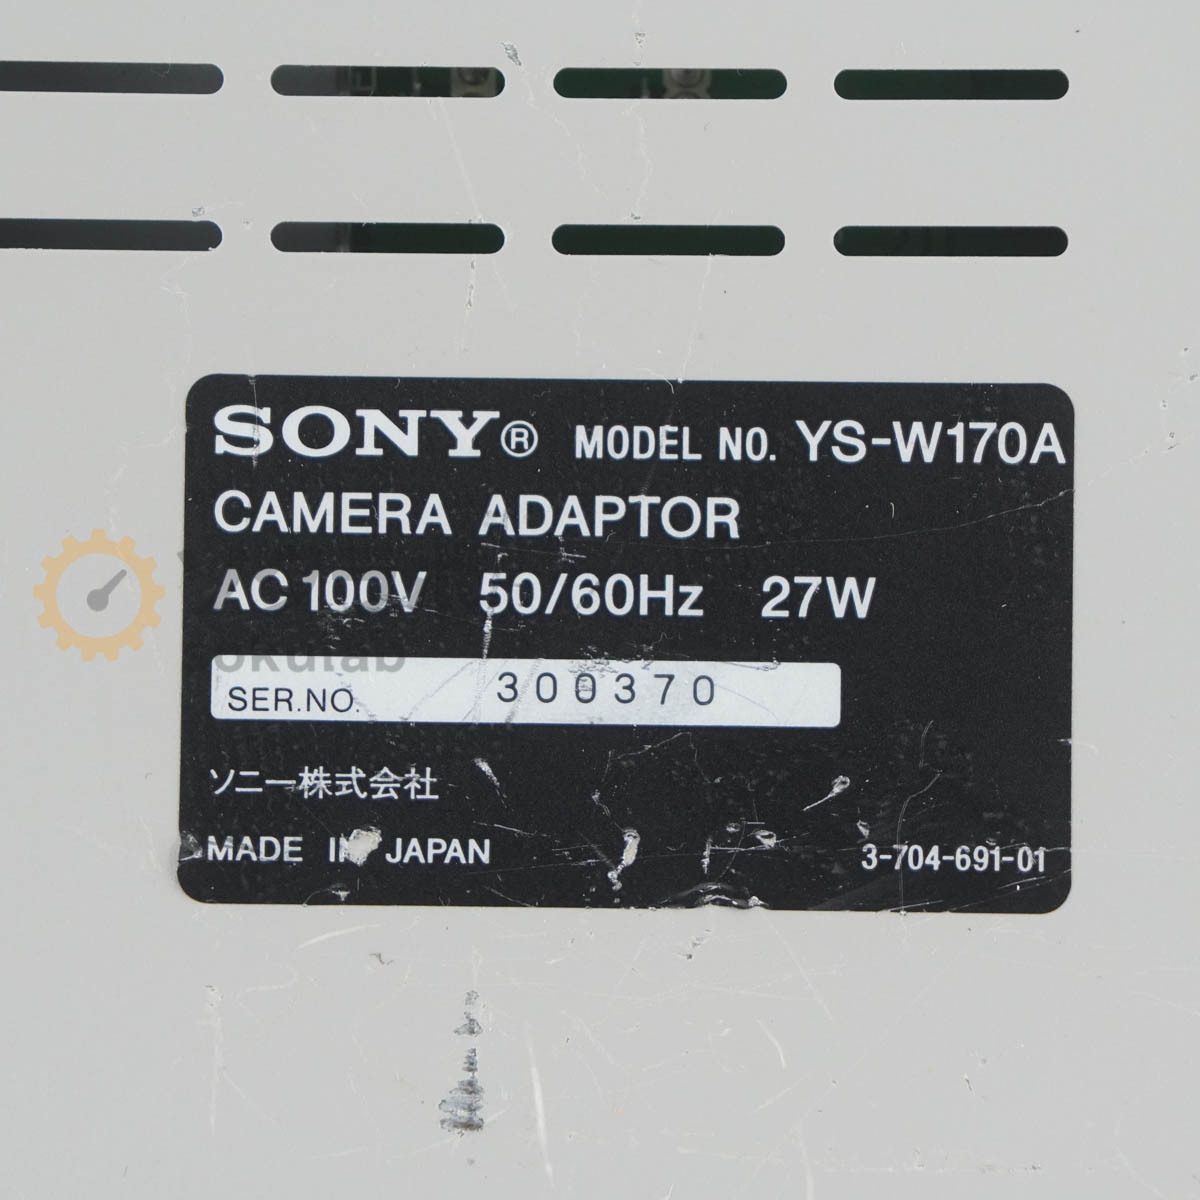 SONY® MODEL NO. YS-W170A
CAMERA ADAPTOR
AC 100V 50/60Hz 27W
SER.NO. 300370
ソニー株式会社
MADE IN JAPAN 3-704-691-01